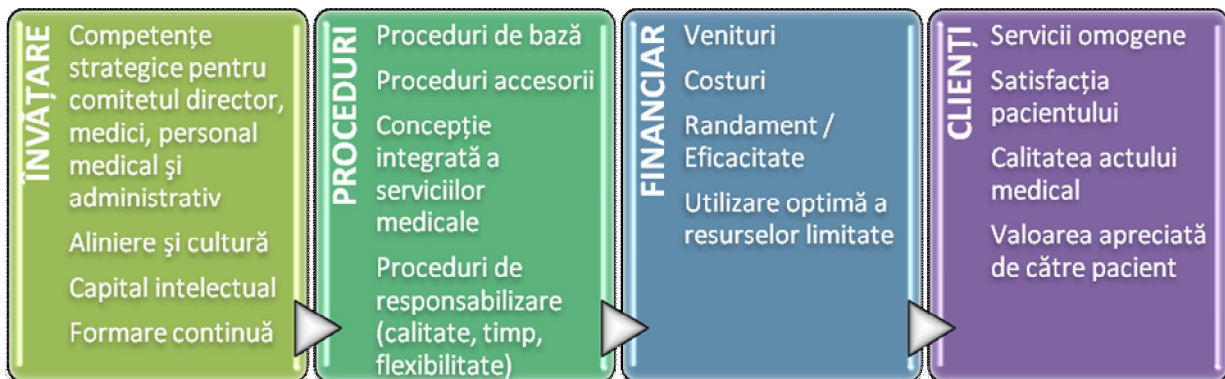 ÎNVĂȚARE
Competențe
strategice pentru
comitetul director,
medici, personal
medical şi
administrativ
Aliniere şi cultură
Capital intelectual
Formare continuă
PROCEDURI
Proceduri de bază
Proceduri accesorii
Concepție
integrată a
serviciilor
medicale
Proceduri de
responsabilizare
(calitate, timp,
flexibilitate)
FINANCIAR
Venituri
Costuri
Randament /
Eficacitate
Utilizare optimă a
resurselor limitate
CLIENȚI
Servicii omogene
Satisfacția
pacientului
Calitatea actului
medical
Valoarea apreciată
de către pacient